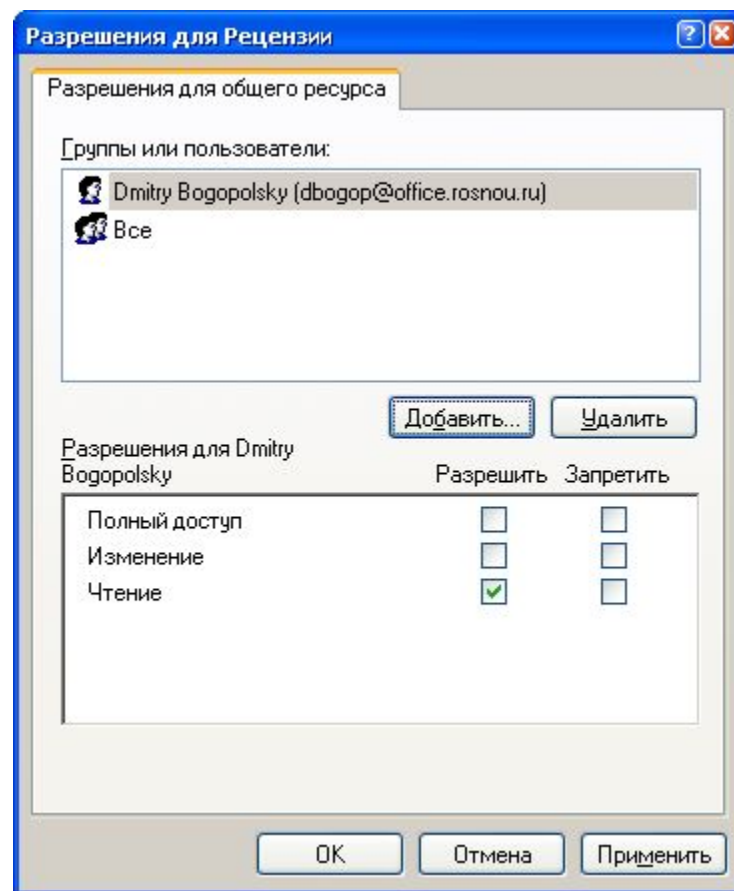 Разрешения для Рецензии
Разрешения для общего ресурса
Группы или пользователи:
Dmitry Bogopolsky (dbogop@office.rosnou.ru)
Все
Добавить... Удалить
Разрешения для Dmitry
Bogopolsky Разрешить Запретить
Полный доступ
Изменение
Чтение
OK Отмена Применить